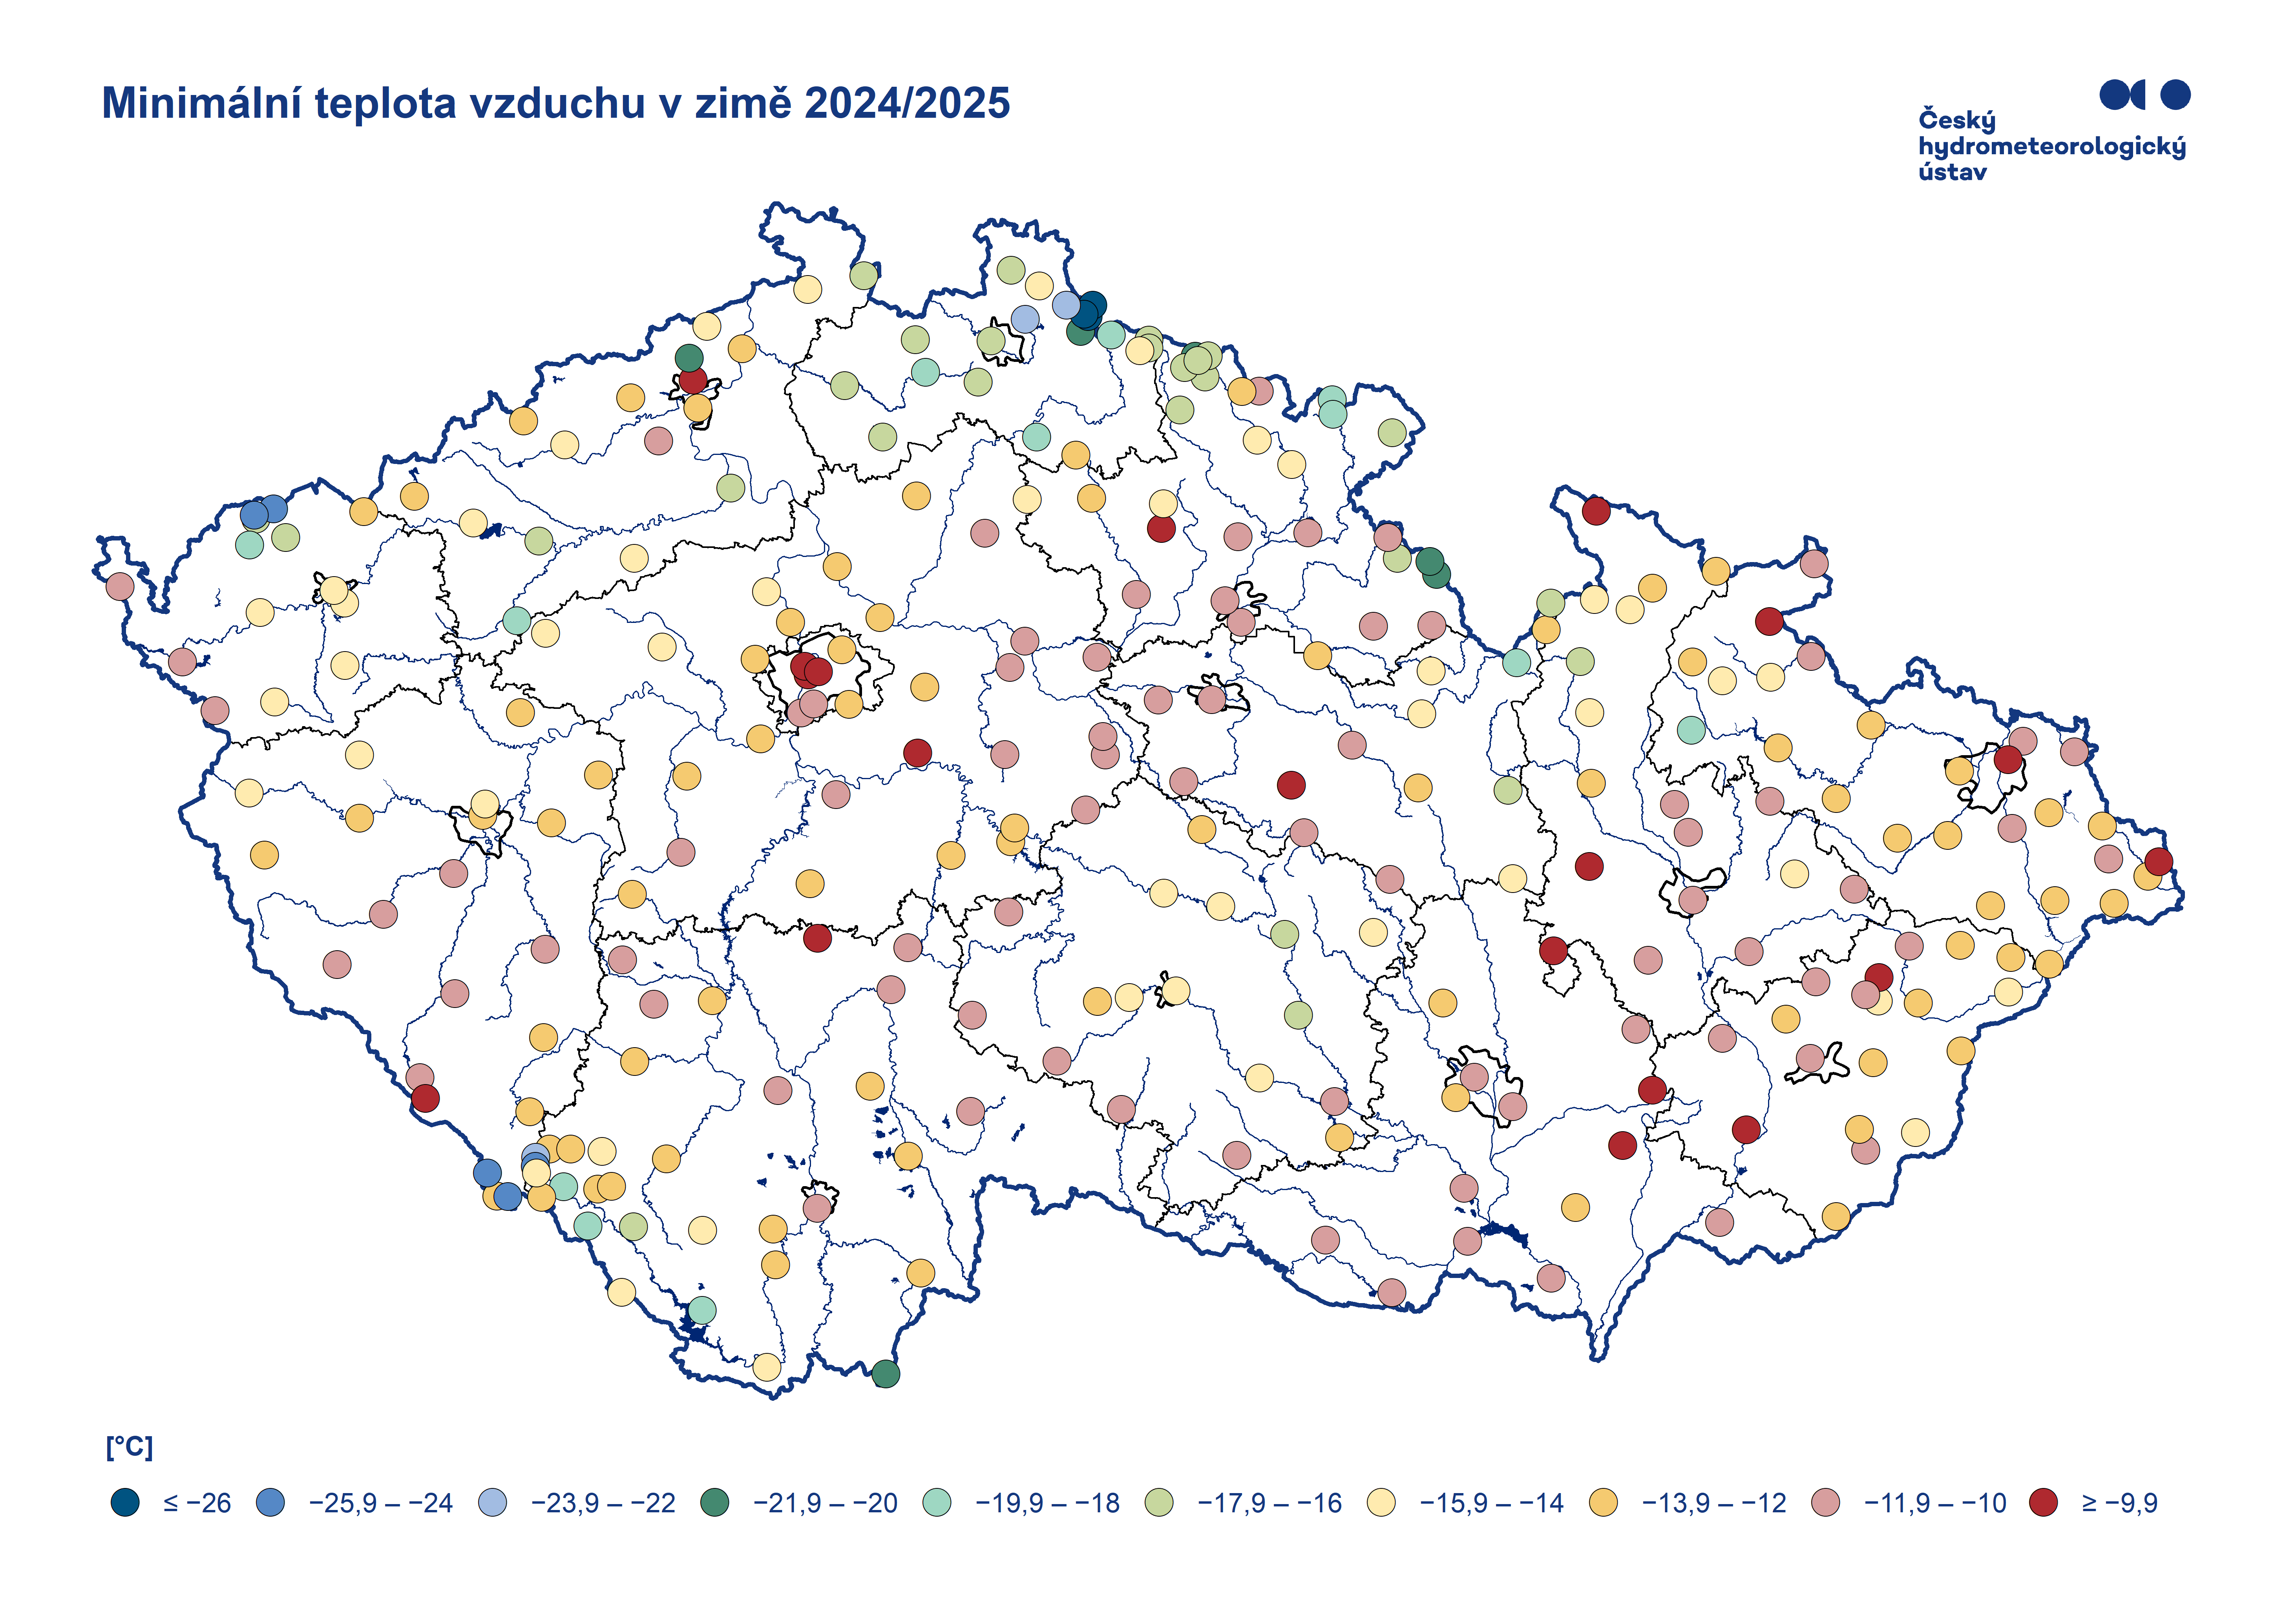 Minimální teplota vzduchu v zimě 2024/2025
Český
hydrometeorologický
ústav
[°C]
≤ −26 −25,9 – −24 −23,9 – −22 −21,9 – −20 −19,9 – −18 −17,9 – −16 −15,9 – −14 −13,9 – −12 −11,9 – −10 ≥ −9,9